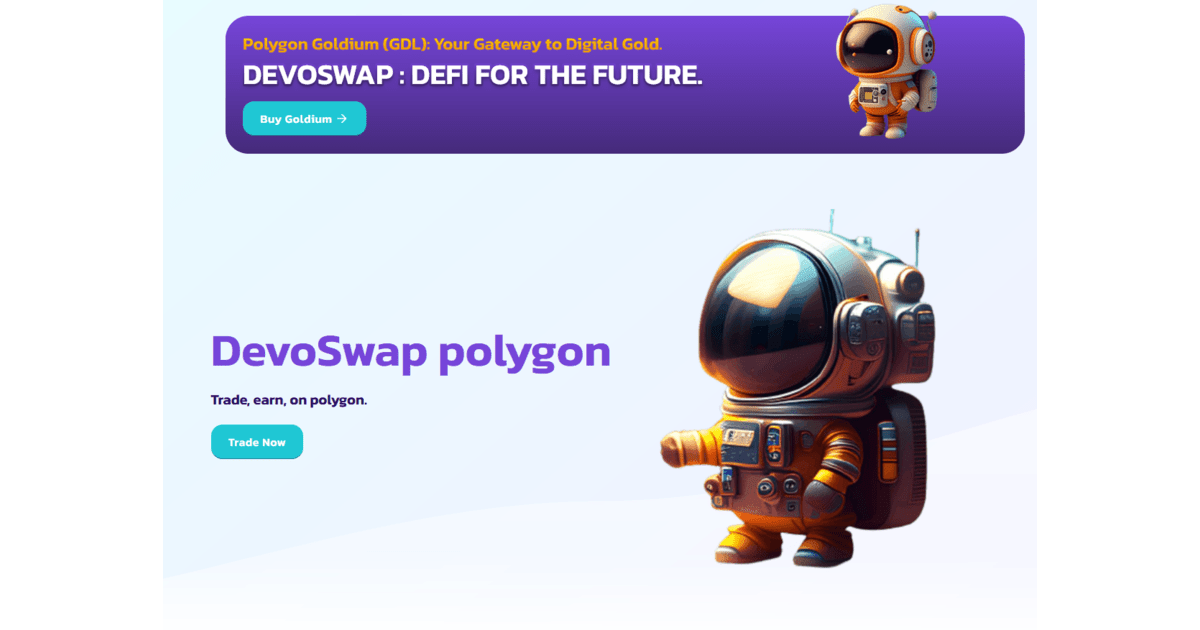 Polygon Goldium (GDL): Your Gateway to Digital Gold.
DEVOSWAP : DEFI FOR THE FUTURE.
Buy Goldium →
DevoSwap polygon
Trade, earn, on polygon.
Trade Now